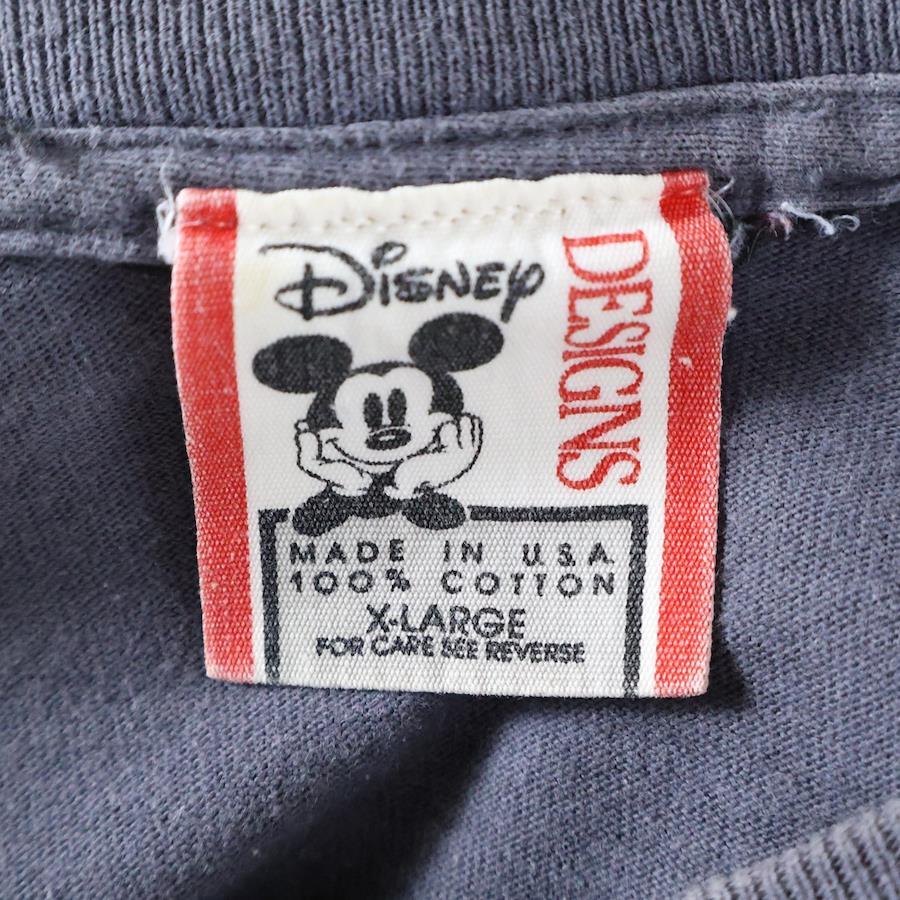 Disney
DESIGNS
MADE IN U.S.A.
100% COTTON
X-LARGE
FOR CARE SEE REVERSE